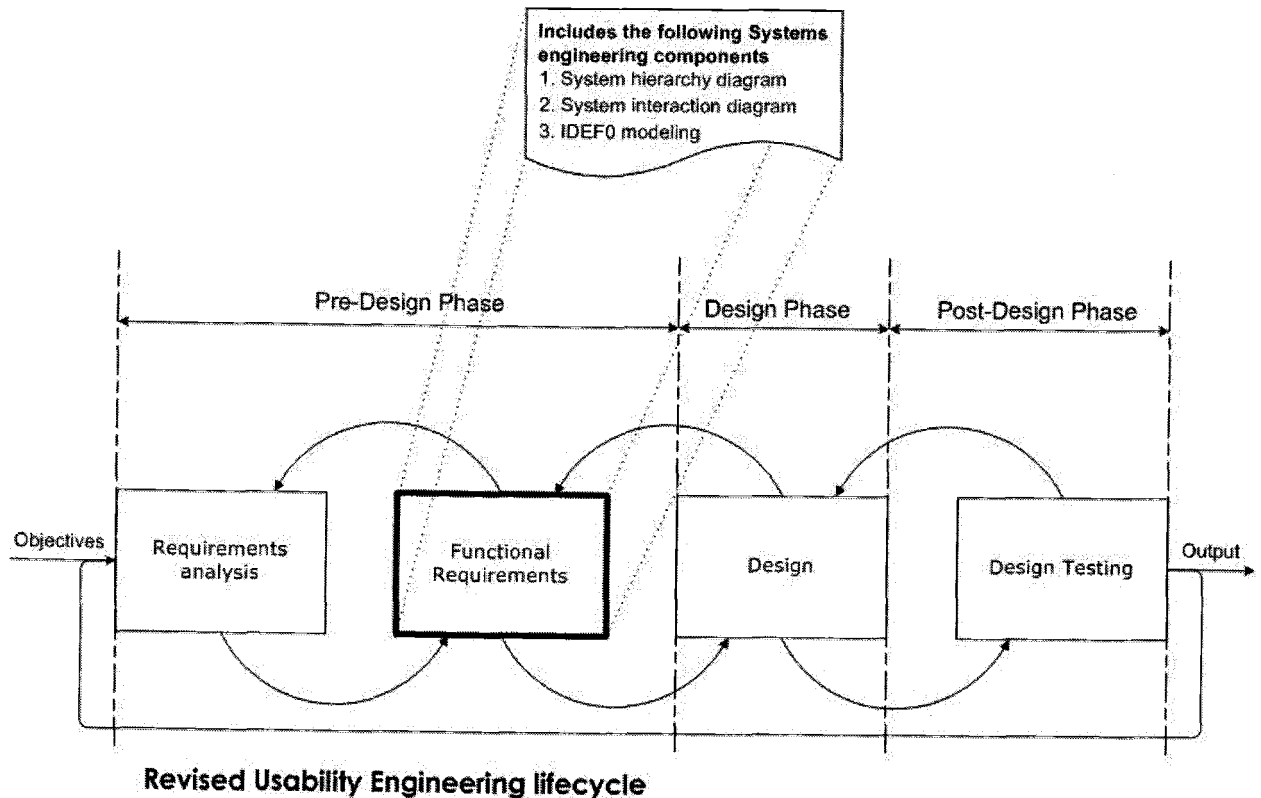 Includes the following Systems
engineering components
1. System hierarchy diagram
2. System interaction diagram
3. IDEF0 modeling
Pre-Design Phase
Design Phase
Post-Design Phase
Objectives
Requirements
analysis
Functional
Requirements
Design
Design Testing
Output
Revised Usability Engineering lifecycle